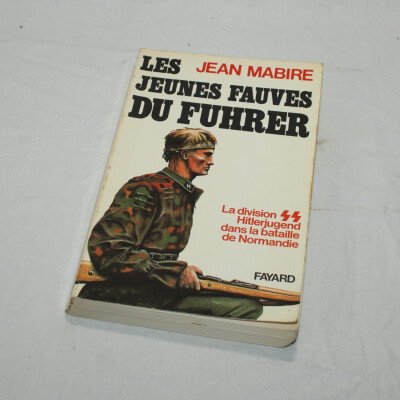 LES JEAN MABIRE
JEUNES FAUVES
DU FUHRER
La division SS
Hitlerjugend
dans la bataille
de Normandie
FAYARD